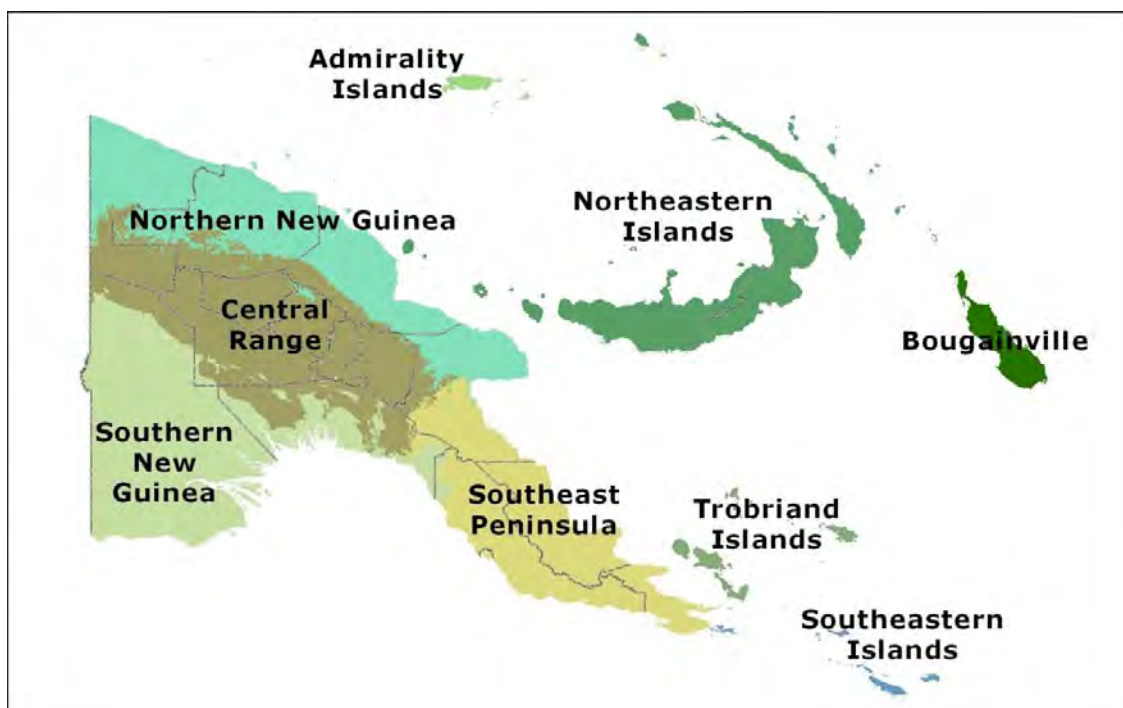 Admirality
Islands
Northeastern
Islands
Northern New Guinea
Central
Range
Bougainville
Southern
New
Guinea
Southeast
Peninsula
Trobriand
Islands
Southeastern
Islands